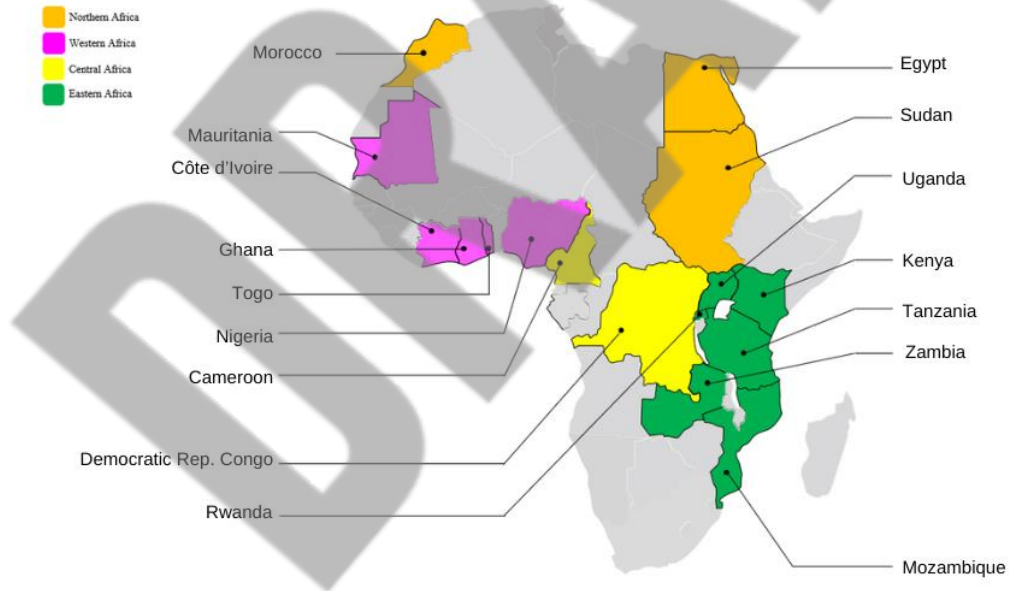 Northern Africa
Western Africa
Central Africa
Eastern Africa
Morocco
Mauritania
Côte d'Ivoire
Ghana
Togo
Nigeria
Cameroon
Democratic Rep. Congo
Rwanda
Egypt
Sudan
Uganda
Kenya
Tanzania
Zambia
Mozambique